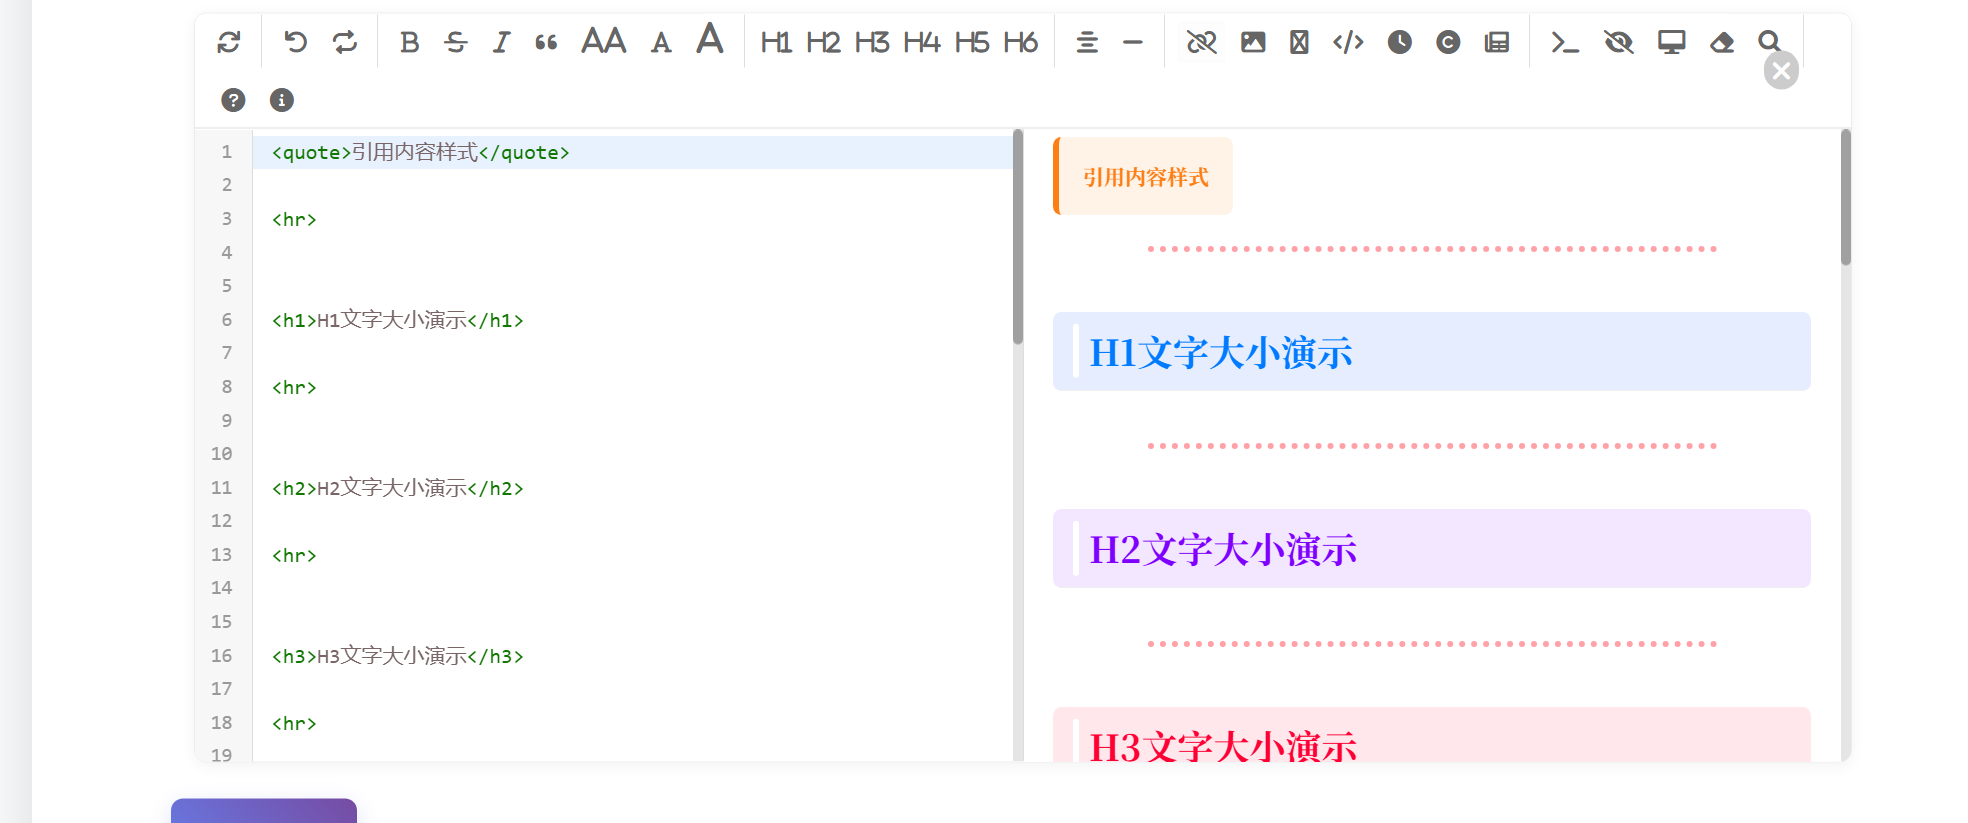 B S I “ AA A A H1 H2 H3 H4 H5 H6
1 <quote>引用内容样式</quote>
2
3 <hr>
4
5
6 <h1>H1文字大小演示</h1>
7
8 <hr>
9
10
11 <h2>H2文字大小演示</h2>
12
13 <hr>
14
15
16 <h3>H3文字大小演示</h3>
17
18 <hr>
19
引用内容样式
H1文字大小演示
H2文字大小演示
H3文字大小演示